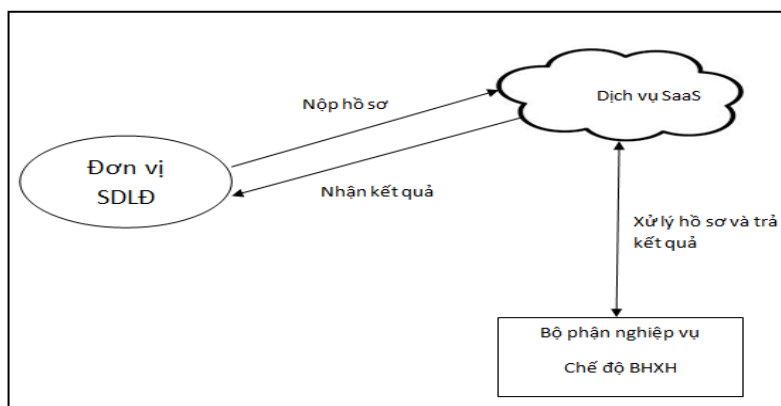 Dịch vụ SaaS
Nộp hồ sơ
Đơn vị
SDLĐ
Nhận kết quả
Xử lý hồ sơ và trả
kết quả
Bộ phận nghiệp vụ
Chế độ BHXH